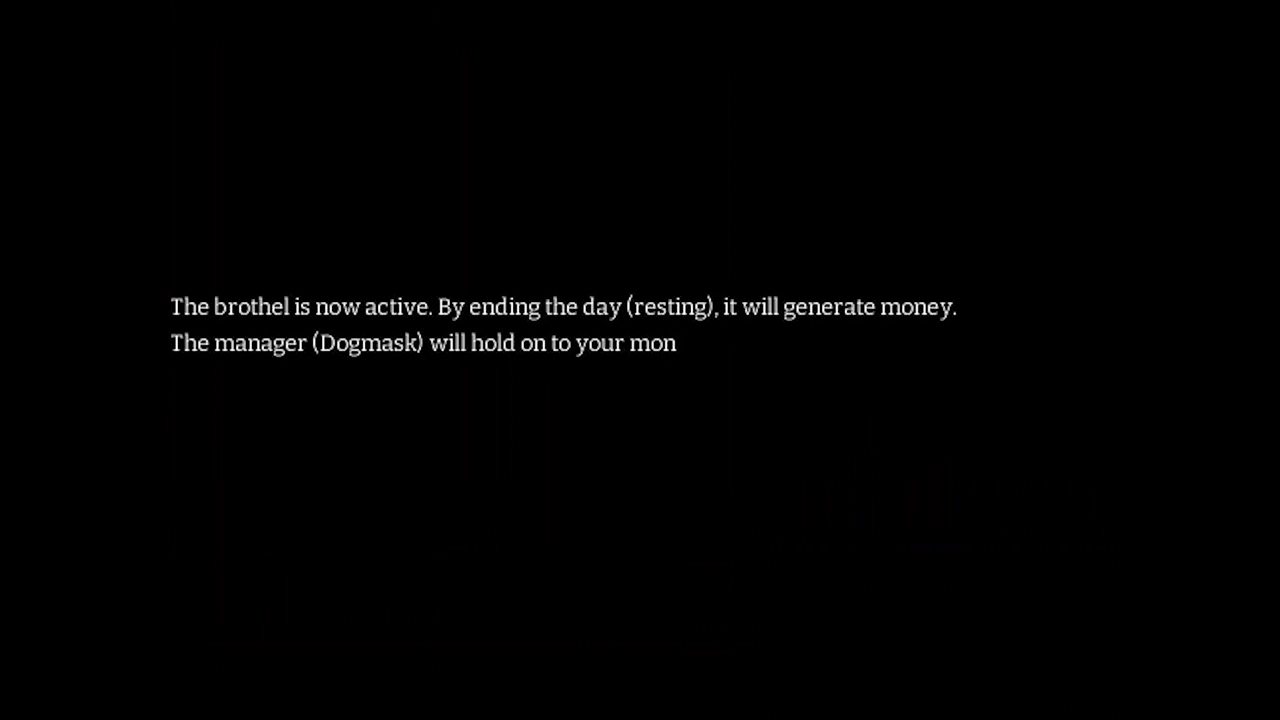 The brothel is now active. By ending the day (resting), it will generate money.
The manager (Dogmask) will hold on to your mon